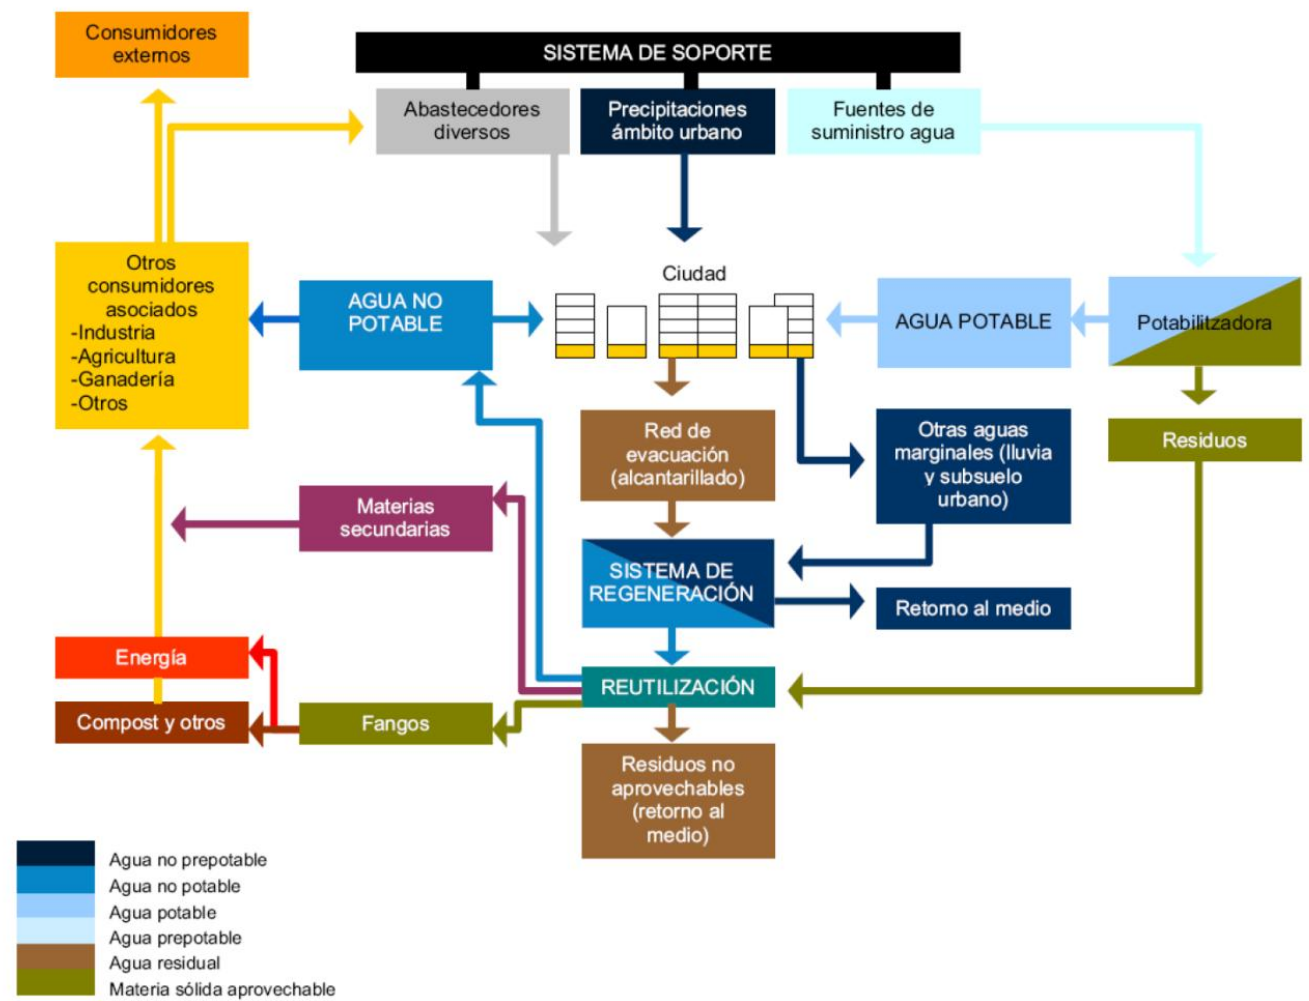 Consumidores
externos
SISTEMA DE SOPORTE
Abastecedores
diversos
Precipitaciones
ámbito urbano
Fuentes de
suministro agua
Otros
consumidores
asociados
-Industria
-Agricultura
-Ganadería
-Otros
AGUA NO
POTABLE
Ciudad
AGUA POTABLE
Potabilitzadora
Red de
evacuación
(alcantarillado)
Otras aguas
marginales (lluvia
y subsuelo
urbano)
Residuos
Materias
secundarias
SISTEMA DE
REGENERACIÓN
Retorno al medio
Energía
REUTILIZACIÓN
Compost y otros
Fangos
Residuos no
aprovechables
(retorno al
medio)
Agua no prepotable
Agua no potable
Agua potable
Agua prepotable
Agua residual
Materia sólida aprovechable